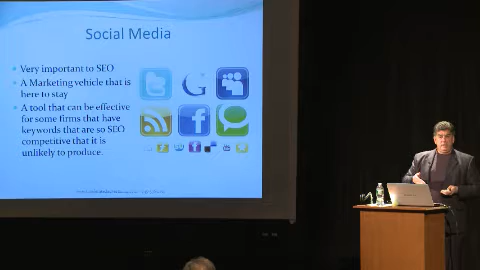 Social Media
Very important to SEO
A Marketing vehicle that is
here to stay
A tool that can be effective
for some firms that have
keywords that are so SEO
competitive that it is
unlikely to produce.